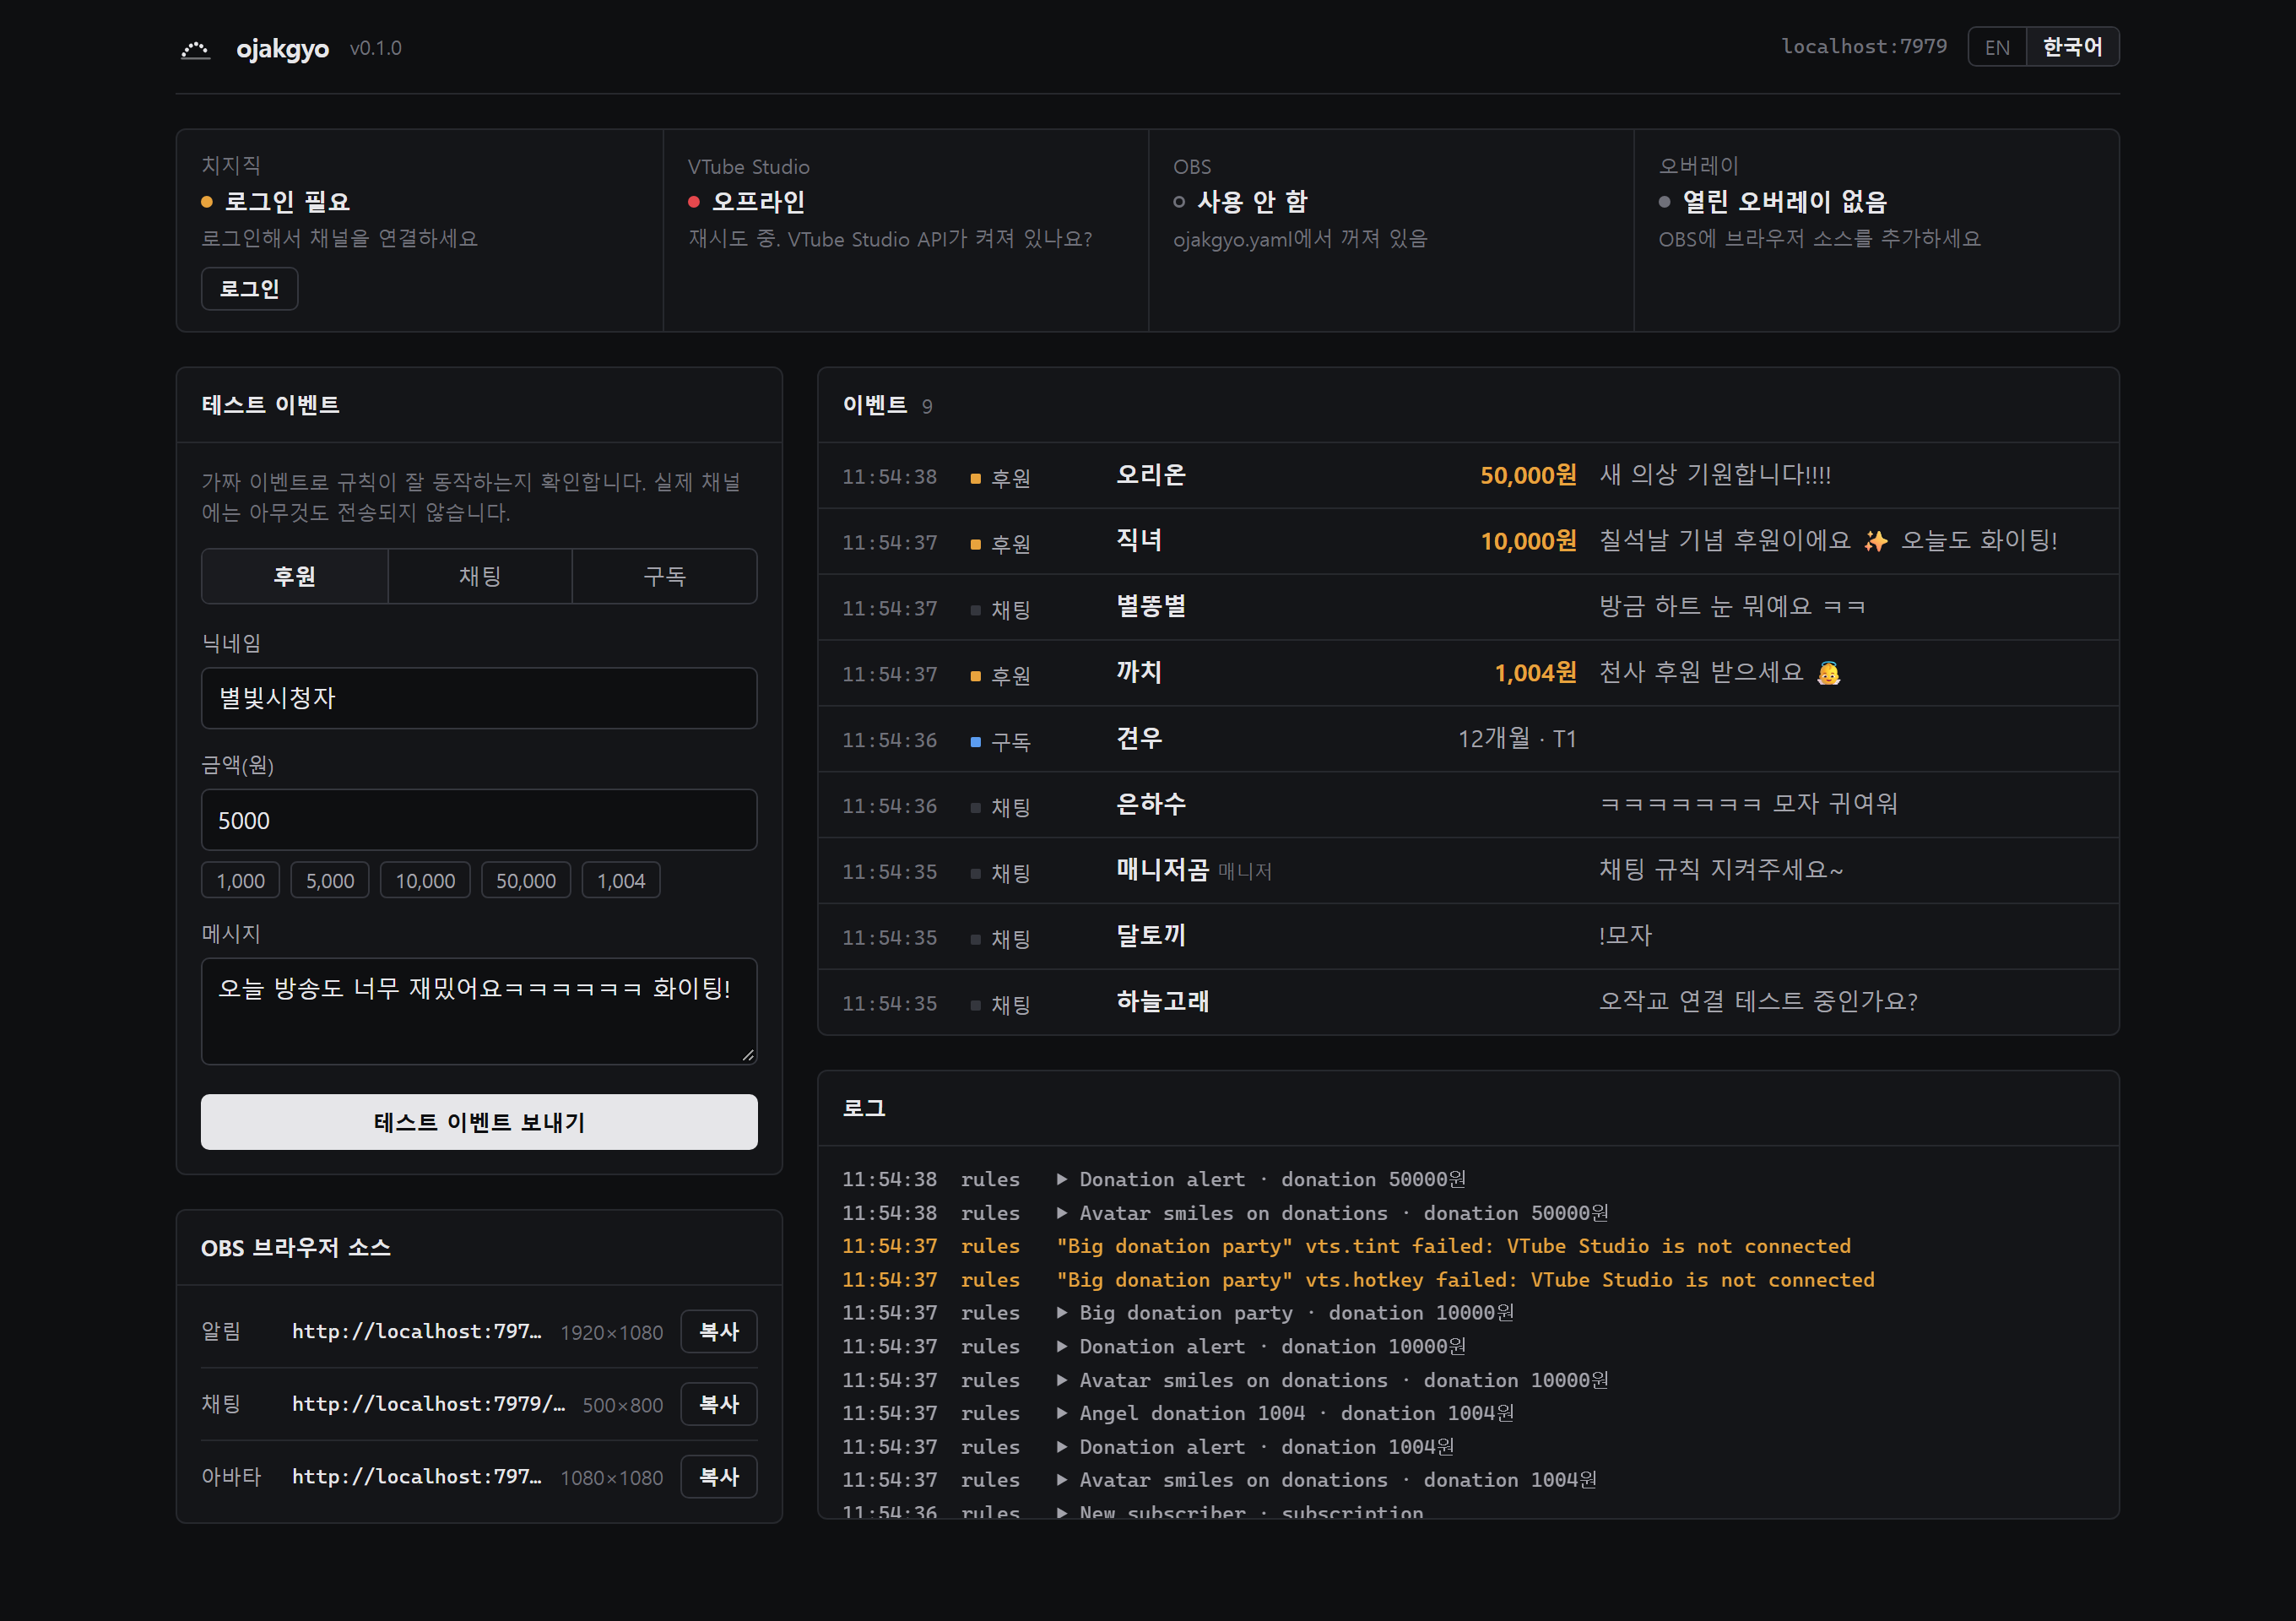 ojakgyo v0.1.0
localhost:7979 EN 한국어
치지직
로그인 필요
로그인해서 채널을 연결하세요
로그인
VTube Studio
오프라인
재시도 중. VTube Studio API가 켜져 있나요?
OBS
사용 안 함
ojakgyo.yaml에서 꺼져 있음
오버레이
열린 오버레이 없음
OBS에 브라우저 소스를 추가하세요
테스트 이벤트
가짜 이벤트로 규칙이 잘 동작하는지 확인합니다. 실제 채널
에는 아무것도 전송되지 않습니다.
후원 채팅 구독
닉네임
별빛시청자
금액(원)
5000
1,000 5,000 10,000 50,000 1,004
메시지
오늘 방송도 너무 재밌어요ㅋㅋㅋㅋㅋㅋ 화이팅!
테스트 이벤트 보내기
OBS 브라우저 소스
알림 http://localhost:797… 1920×1080 복사
채팅 http://localhost:7979/… 500×800 복사
아바타 http://localhost:797… 1080×1080 복사
이벤트 9
11:54:38 후원 오리온 50,000원 새 의상 기원합니다!!!!
11:54:37 후원 직녀 10,000원 칠석날 기념 후원이에요 ✨ 오늘도 화이팅!
11:54:37 채팅 별똥별 방금 하트 눈 뭐예요 ㅋㅋ
11:54:37 후원 까치 1,004원 천사 후원 받으세요 👼
11:54:36 구독 견우 12개월 · T1
11:54:36 채팅 은하수 ㅋㅋㅋㅋㅋㅋㅋ 모자 귀여워
11:54:35 채팅 매니저곰 매니저 채팅 규칙 지켜주세요~
11:54:35 채팅 달토끼 !모자
11:54:35 채팅 하늘고래 오작교 연결 테스트 중인가요?
로그
11:54:38 rules ▶ Donation alert · donation 50000원
11:54:38 rules ▶ Avatar smiles on donations · donation 50000원
11:54:37 rules "Big donation party" vts.tint failed: VTube Studio is not connected
11:54:37 rules "Big donation party" vts.hotkey failed: VTube Studio is not connected
11:54:37 rules ▶ Big donation party · donation 10000원
11:54:37 rules ▶ Donation alert · donation 10000원
11:54:37 rules ▶ Avatar smiles on donations · donation 10000원
11:54:37 rules ▶ Angel donation 1004 · donation 1004원
11:54:37 rules ▶ Donation alert · donation 1004원
11:54:37 rules ▶ Avatar smiles on donations · donation 1004원
11:54:36 rules ▶ New subscriber · subscription